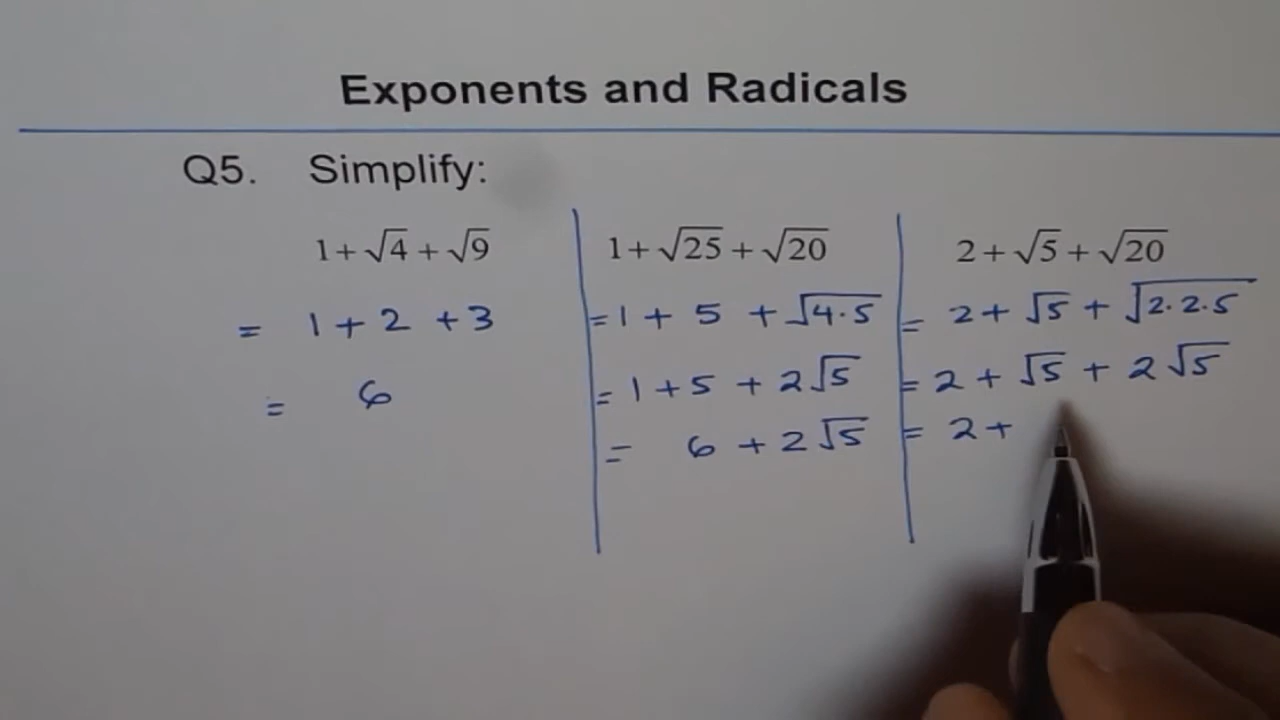 Exponents and Radicals
Q5. Simplify:
1 + √4 + √9
= 1 + 2 + 3
= 6
1 + √25 + √20
= 1 + 5 + √4·5
= 1 + 5 + 2√5
= 6 + 2√5
2 + √5 + √20
= 2 + √5 + √2·2·5
= 2 + √5 + 2√5
= 2 +